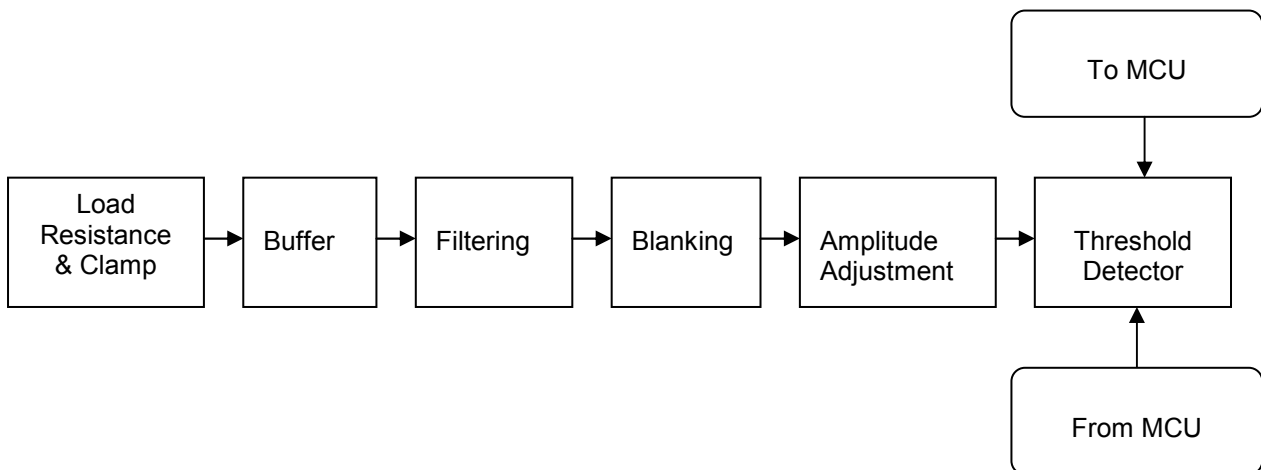 To MCU
Load
Resistance
& Clamp
Buffer
Filtering
Blanking
Amplitude
Adjustment
Threshold
Detector
From MCU